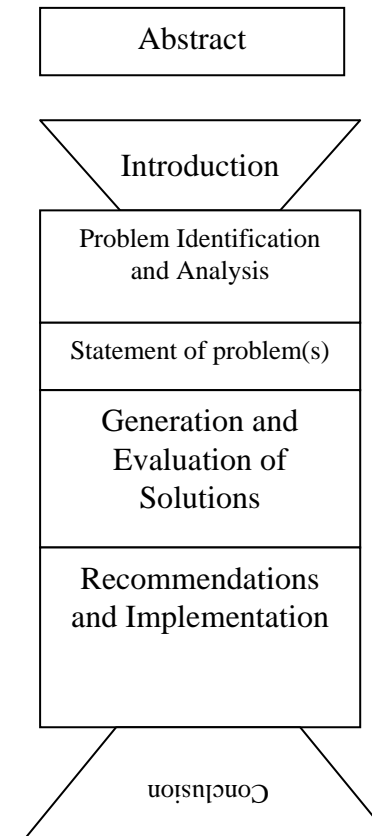 Abstract
Introduction
Problem Identification
and Analysis
Statement of problem(s)
Generation and
Evaluation of
Solutions
Recommendations
and Implementation
Conclusion